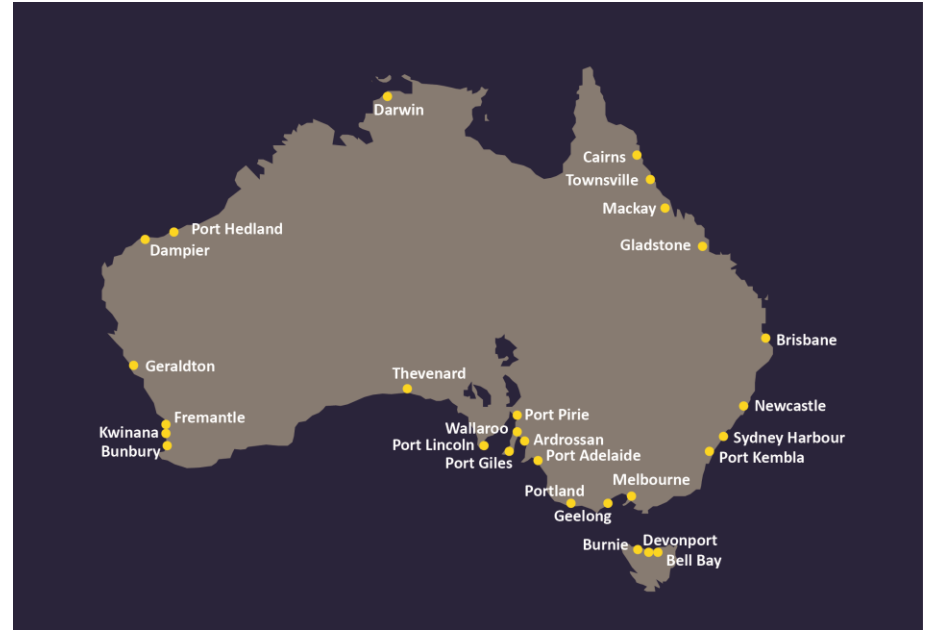 Darwin
Cairns
Townsville
Mackay
Port Hedland
Gladstone
Dampier
Brisbane
Geraldton
Thevenard
Newcastle
Fremantle
Port Pirie
Kwinana
Wallaroo
Ardrossan
Sydney Harbour
Bunbury
Port Lincoln
Port Adelaide
Port Kembla
Port Giles
Melbourne
Portland
Geelong
Burnie
Devonport
Bell Bay